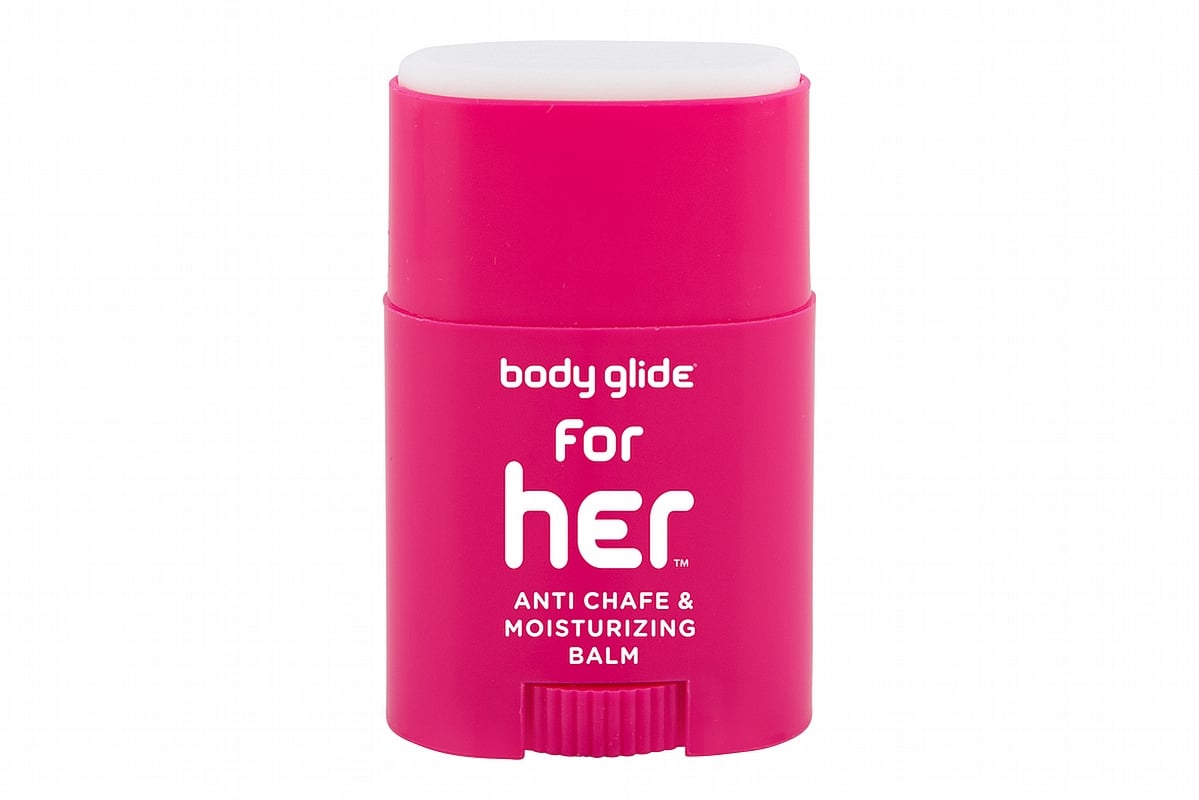 body glide®
For
her™
ANTI CHAFE &
MOISTURIZING
BALM